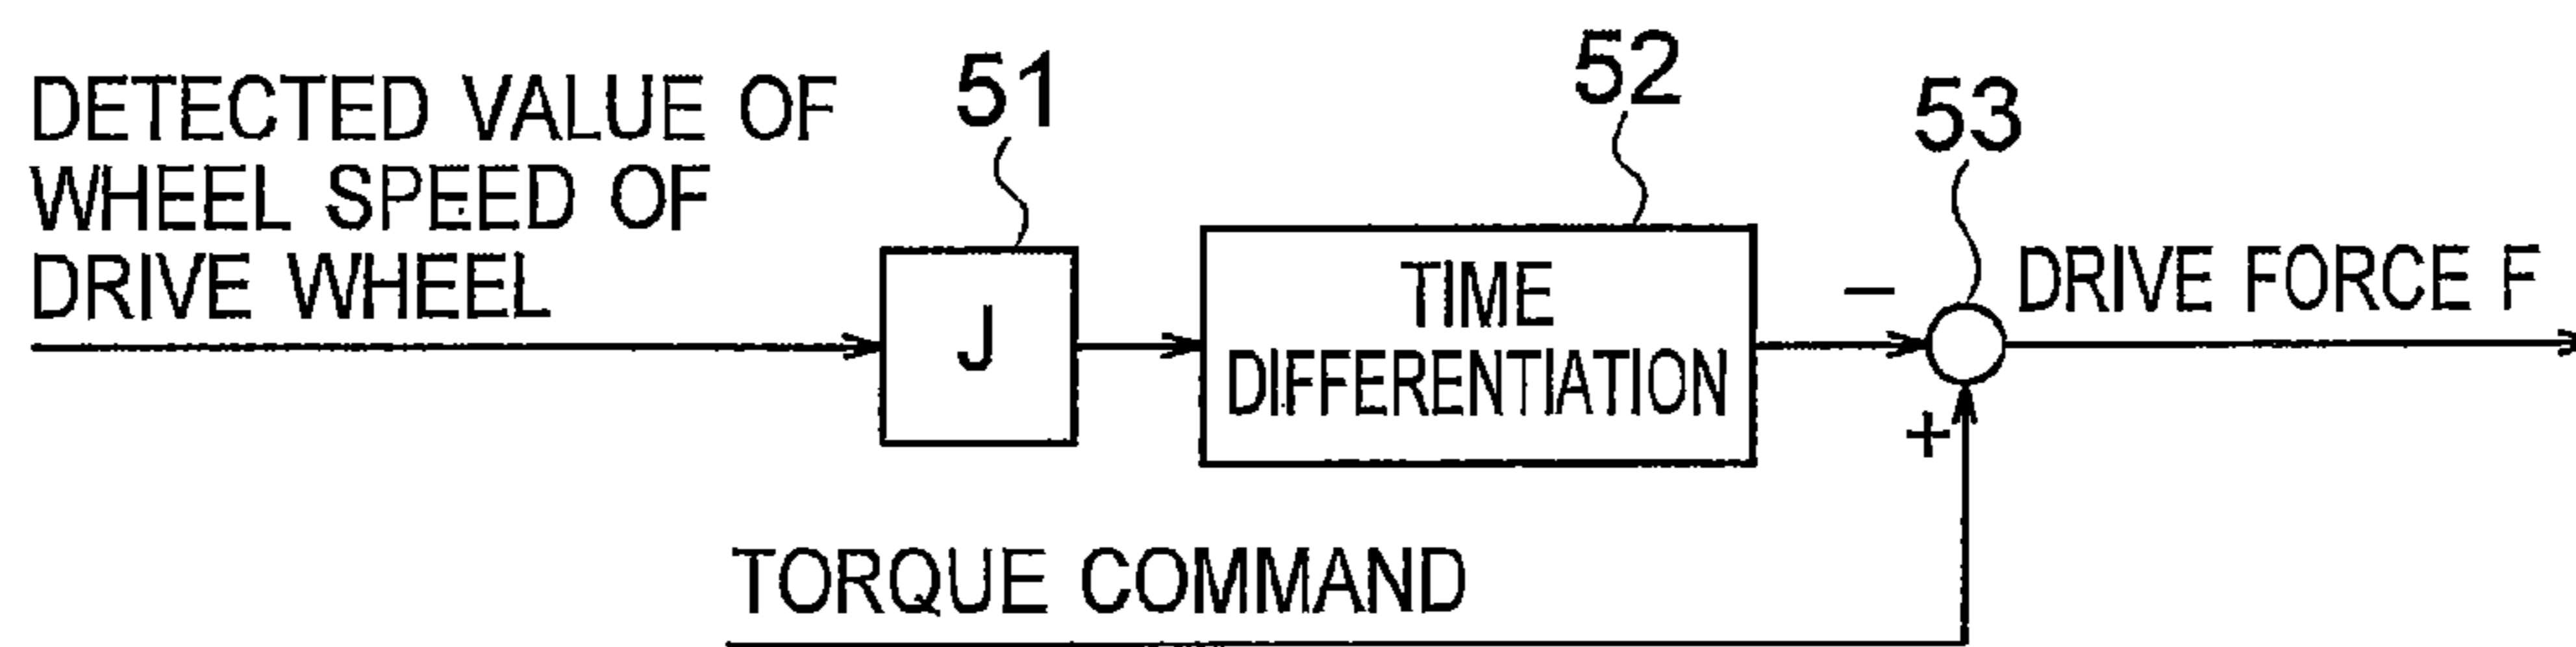 DETECTED VALUE OF
WHEEL SPEED OF
DRIVE WHEEL
51
J
52
TIME
DIFFERENTIATION
53
−
+
DRIVE FORCE F
TORQUE COMMAND